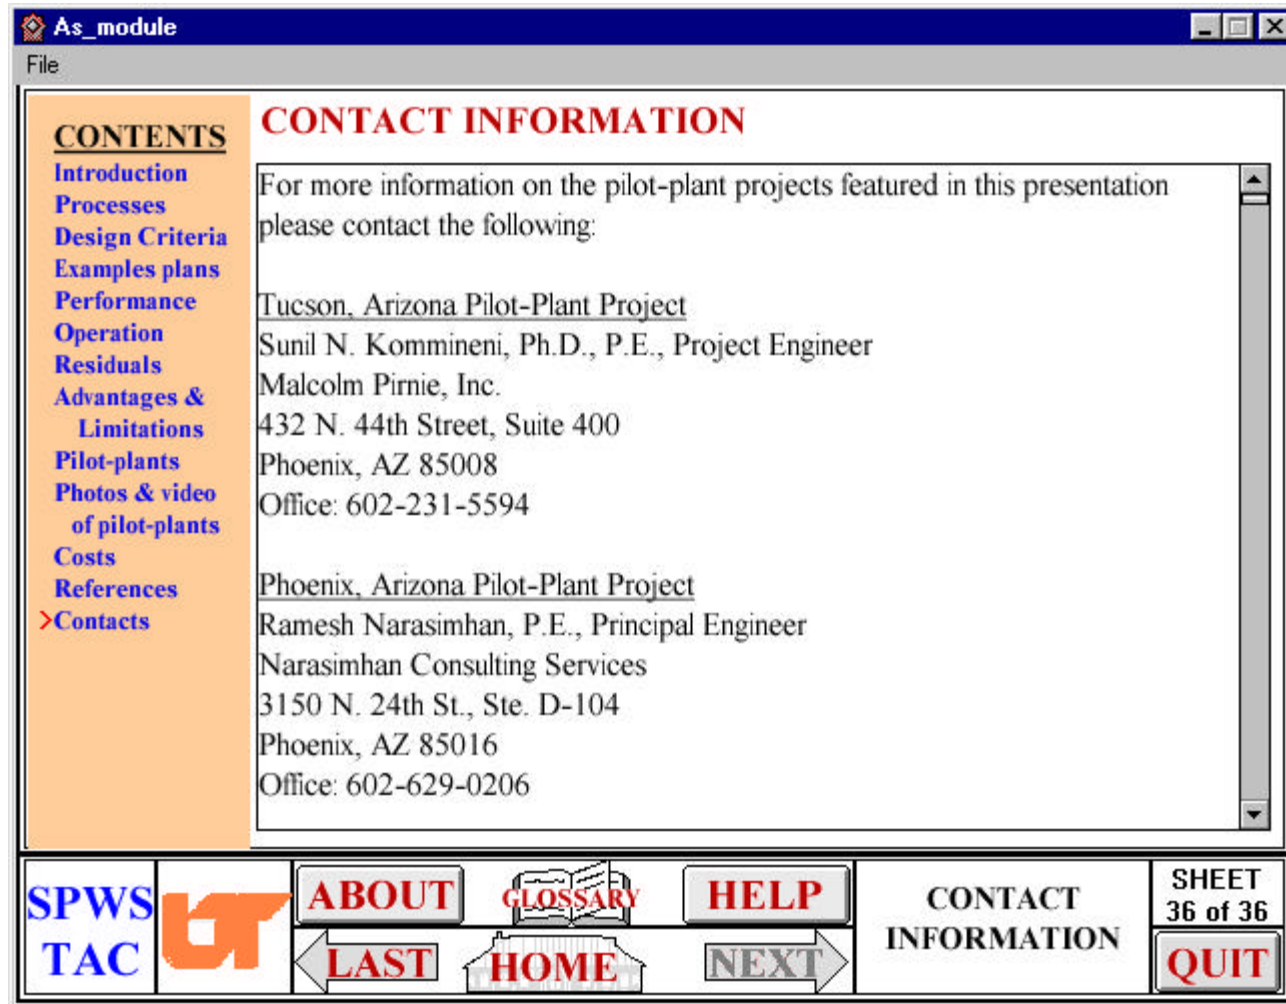 As_module
File
CONTENTS
Introduction
Processes
Design Criteria
Examples plans
Performance
Operation
Residuals
Advantages &
Limitations
Pilot-plants
Photos & video
of pilot-plants
Costs
References
>Contacts
CONTACT INFORMATION
For more information on the pilot-plant projects featured in this presentation
please contact the following:
Tucson, Arizona Pilot-Plant Project
Sunil N. Kommineni, Ph.D., P.E., Project Engineer
Malcolm Pirnie, Inc.
432 N. 44th Street, Suite 400
Phoenix, AZ 85008
Office: 602-231-5594
Phoenix, Arizona Pilot-Plant Project
Ramesh Narasimhan, P.E., Principal Engineer
Narasimhan Consulting Services
3150 N. 24th St., Ste. D-104
Phoenix, AZ 85016
Office: 602-629-0206
SPWS
TAC
UT
ABOUT
GLOSSARY
HELP
LAST
HOME
NEXT
CONTACT
INFORMATION
SHEET
36 of 36
QUIT